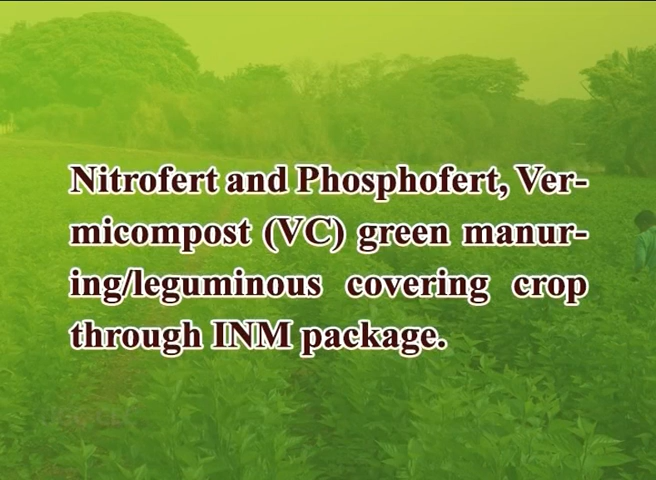 Nitrofert and Phosphofert, Ver-
micompost (VC) green manur-
ing/leguminous covering crop
through INM package.